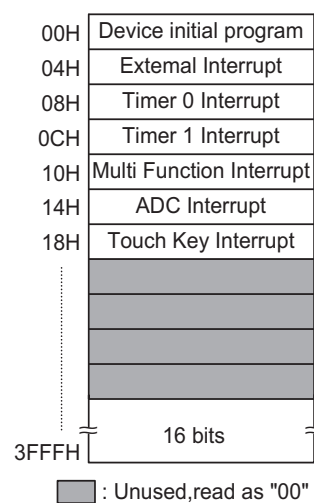 00H Device initial program
04H External Interrupt
08H Timer 0 Interrupt
0CH Timer 1 Interrupt
10H Multi Function Interrupt
14H ADC Interrupt
18H Touch Key Interrupt
16 bits
3FFFH
: Unused,read as "00"